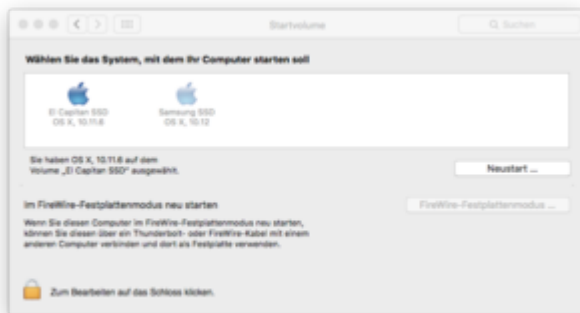 Startvolume
Suchen
Wählen Sie das System, mit dem Ihr Computer starten soll
El Capitan SSD
OS X, 10.11.6
Samsung SSD
OS X, 10.12
Sie haben OS X, 10.11.6 auf dem
Volume „El Capitan SSD“ ausgewählt.
Neustart ...
Im FireWire-Festplattenmodus neu starten
FireWire-Festplattenmodus ...
Wenn Sie diesen Computer im FireWire-Festplattenmodus neu starten,
können Sie diesen über ein Thunderbolt- oder FireWire-Kabel mit einem
anderen Computer verbinden und dort als Festplatte verwenden.
Zum Bearbeiten auf das Schloss klicken.